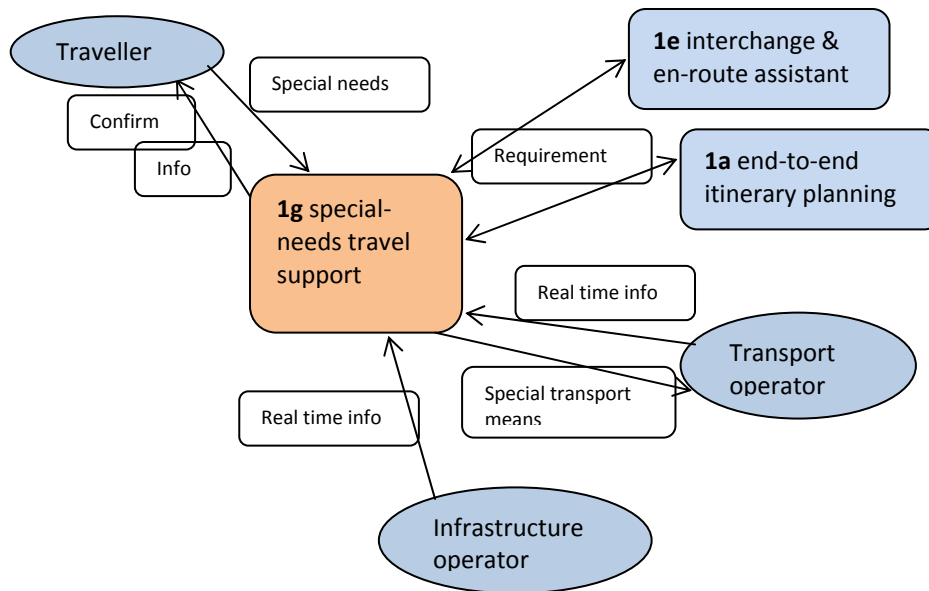 Traveller
1e interchange &
en-route assistant
Special needs
Confirm
Requirement
Info
1a end-to-end
itinerary planning
1g special-
needs travel
support
Real time info
Transport
operator
Special transport
means
Real time info
Infrastructure
operator